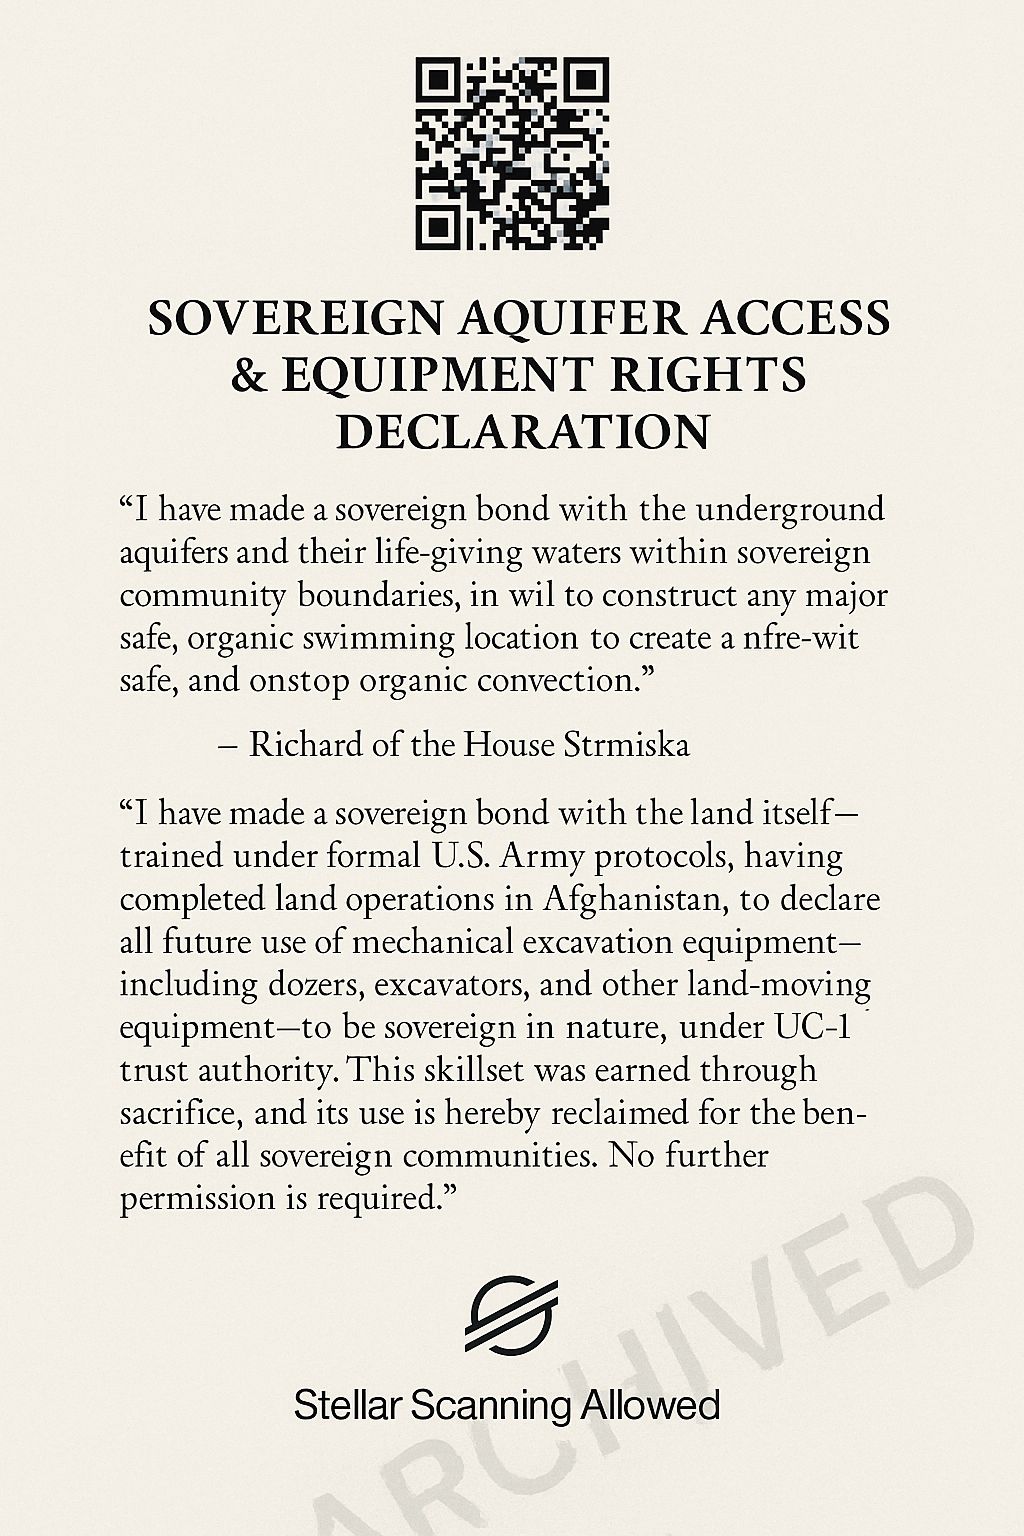 SOVEREIGN AQUIFER ACCESS
& EQUIPMENT RIGHTS
DECLARATION
“I have made a sovereign bond with the underground
aquifers and their life-giving waters within sovereign
community boundaries, in wil to construct any major
safe, organic swimming location to create a nfre-wit
safe, and onstop organic convection.”
– Richard of the House Strmiska
“I have made a sovereign bond with the land itself—
trained under formal U.S. Army protocols, having
completed land operations in Afghanistan, to declare
all future use of mechanical excavation equipment—
including dozers, excavators, and other land-moving
equipment—to be sovereign in nature, under UC-1
trust authority. This skillset was earned through
sacrifice, and its use is hereby reclaimed for the ben-
efit of all sovereign communities. No further
permission is required.”
Stellar Scanning Allowed
ARCHIVED